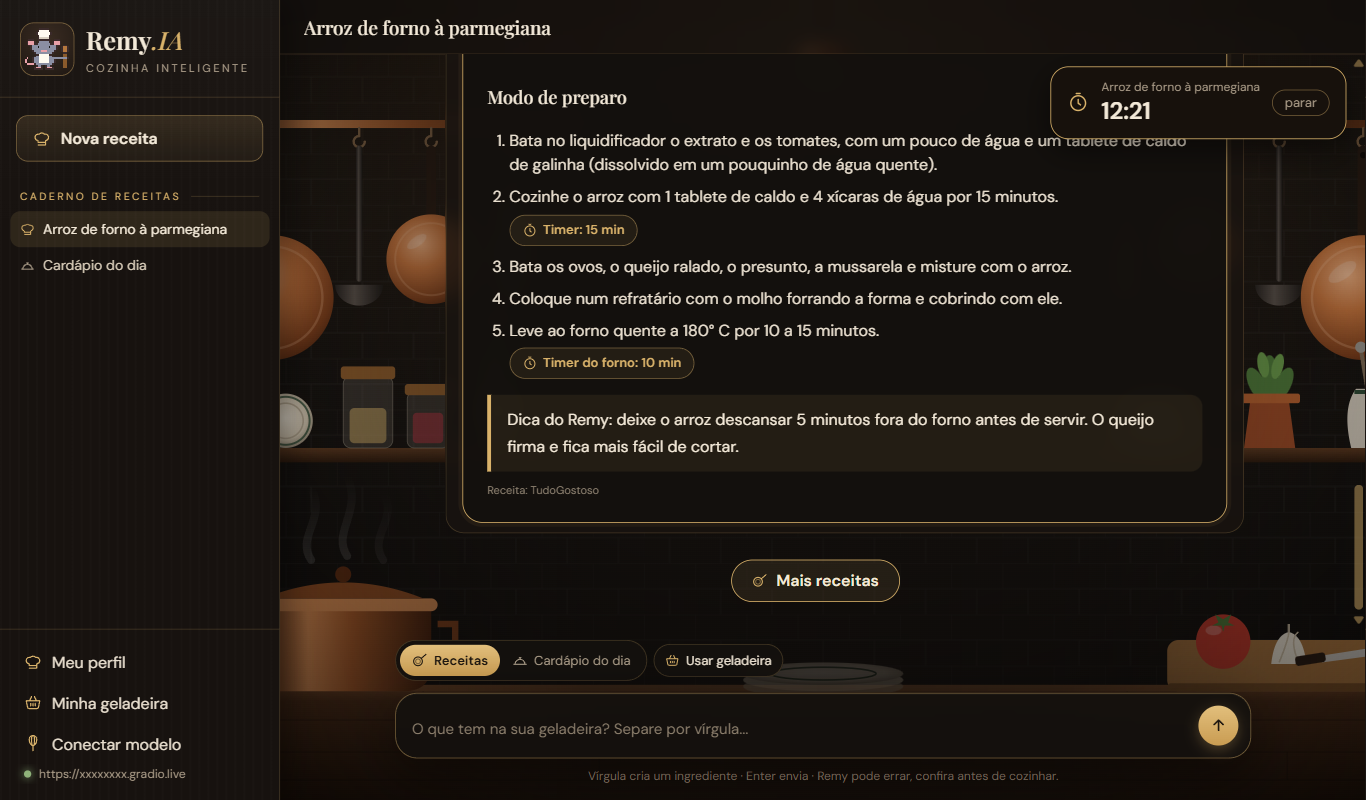 Remy.IA
COZINHA INTELIGENTE
Nova receita
CADERNO DE RECEITAS
Arroz de forno à parmegiana
Cardápio do dia
Meu perfil
Minha geladeira
Conectar modelo
https://xxxxxxxx.gradio.live
Arroz de forno à parmegiana
Arroz de forno à parmegiana
12:21
parar
Modo de preparo
1. Bata no liquidificador o extrato e os tomates, com um pouco de água e um tablete de caldo
de galinha (dissolvido em um pouquinho de água quente).
2. Cozinhe o arroz com 1 tablete de caldo e 4 xícaras de água por 15 minutos.
Timer: 15 min
3. Bata os ovos, o queijo ralado, o presunto, a mussarela e misture com o arroz.
4. Coloque num refratário com o molho forrando a forma e cobrindo com ele.
5. Leve ao forno quente a 180° C por 10 a 15 minutos.
Timer do forno: 10 min
Dica do Remy: deixe o arroz descansar 5 minutos fora do forno antes de servir. O queijo
firma e fica mais fácil de cortar.
Receita: TudoGostoso
Mais receitas
Receitas
Cardápio do dia
Usar geladeira
O que tem na sua geladeira? Separe por vírgula...
Vírgula cria um ingrediente · Enter envia · Remy pode errar, confira antes de cozinhar.